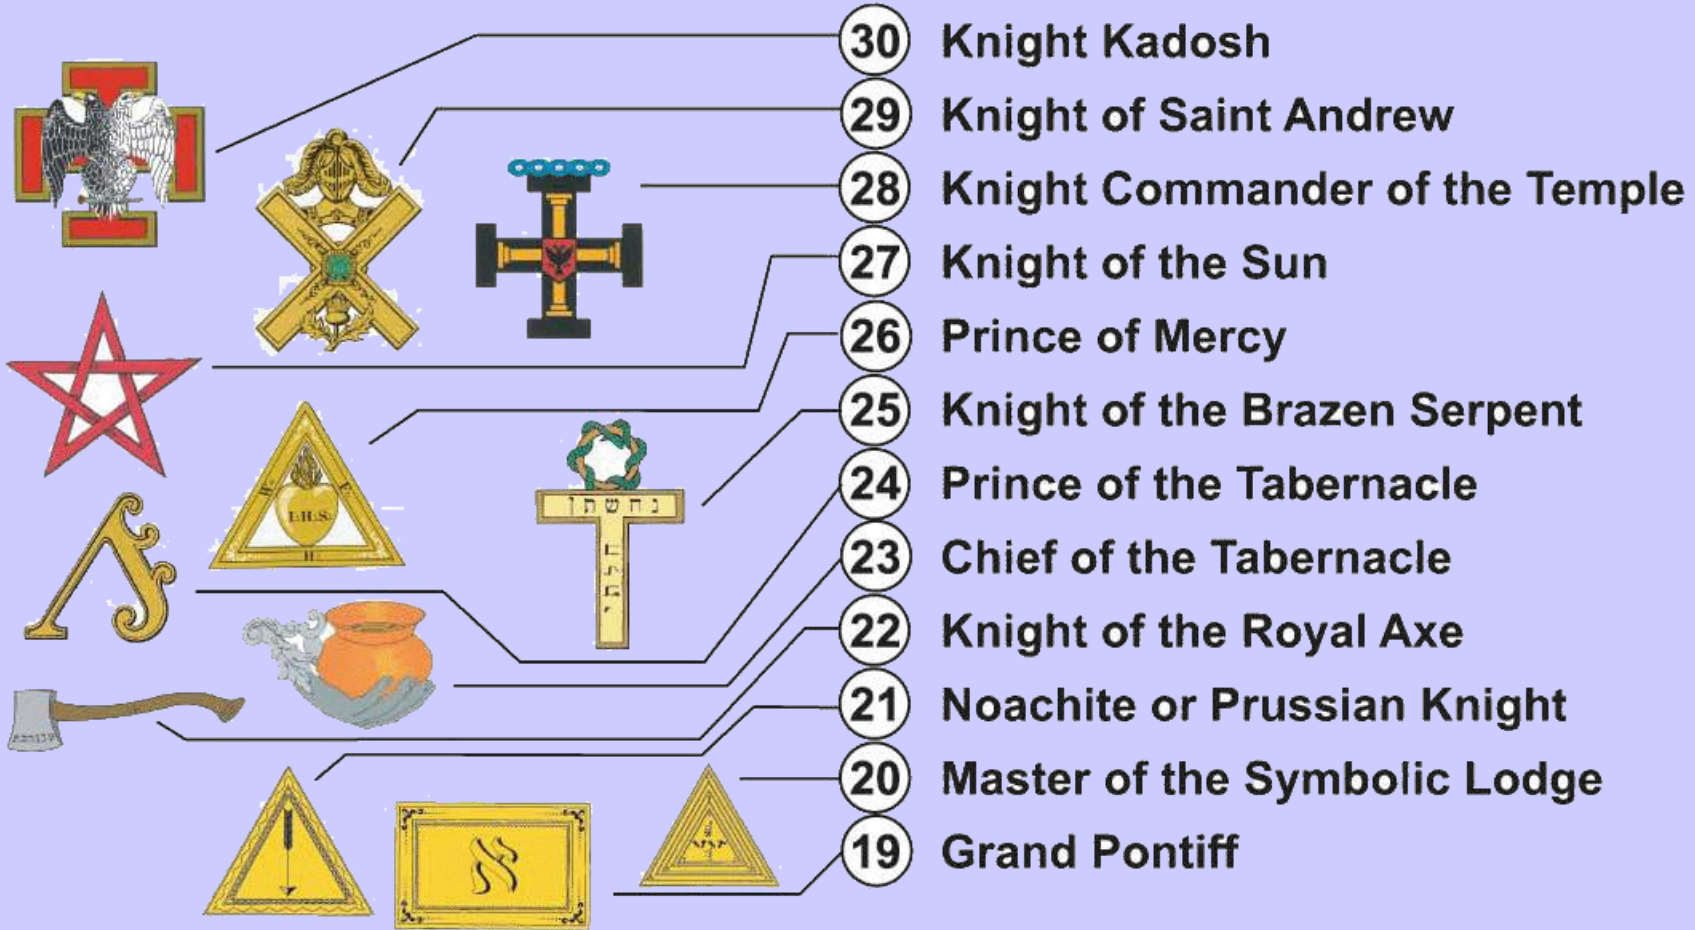 30 Knight Kadosh
29 Knight of Saint Andrew
28 Knight Commander of the Temple
27 Knight of the Sun
26 Prince of Mercy
25 Knight of the Brazen Serpent
24 Prince of the Tabernacle
23 Chief of the Tabernacle
22 Knight of the Royal Axe
21 Noachite or Prussian Knight
20 Master of the Symbolic Lodge
19 Grand Pontiff
I.H.S.
H
נחשתן
א